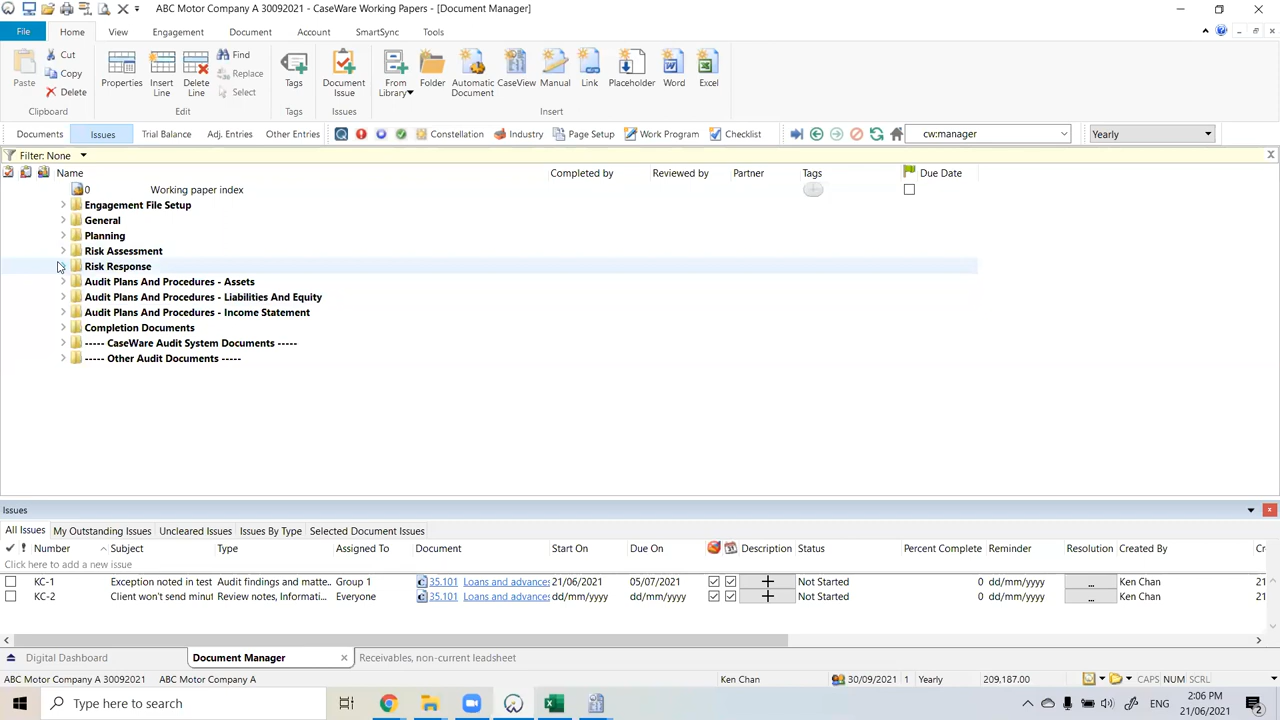 ABC Motor Company A 30092021 - CaseWare Working Papers - [Document Manager]
File Home View Engagement Document Account SmartSync Tools
Paste Cut Copy Delete Properties Insert Line Delete Line Find Replace Select Tags Document Issue From Library Folder Automatic Document CaseView Manual Link Placeholder Word Excel
Clipboard Edit Tags Issues Insert
Documents Issues Trial Balance Adj. Entries Other Entries Constellation Industry Page Setup Work Program Checklist cw:manager Yearly
Filter: None
Name Completed by Reviewed by Partner Tags Due Date
0 Working paper index
Engagement File Setup
General
Planning
Risk Assessment
Risk Response
Audit Plans And Procedures - Assets
Audit Plans And Procedures - Liabilities And Equity
Audit Plans And Procedures - Income Statement
Completion Documents
----- CaseWare Audit System Documents -----
----- Other Audit Documents -----
Issues
All Issues My Outstanding Issues Uncleared Issues Issues By Type Selected Document Issues
Number Subject Type Assigned To Document Start On Due On Description Status Percent Complete Reminder Resolution Created By Cr
Click here to add a new issue
KC-1 Exception noted in test Audit findings and matte... Group 1 35.101 Loans and advances 21/06/2021 05/07/2021 Not Started 0 dd/mm/yyyy ... Ken Chan 21
KC-2 Client won't send minut Review notes, Informati... Everyone 35.101 Loans and advances dd/mm/yyyy dd/mm/yyyy Not Started 0 dd/mm/yyyy ... Ken Chan 21
Digital Dashboard Document Manager Receivables, non-current leadsheet
ABC Motor Company A 30092021 ABC Motor Company A Ken Chan 30/09/2021 1 Yearly 209,187.00 CAPS NUM SCRL
Type here to search ENG 2:06 PM
21/06/2021 2